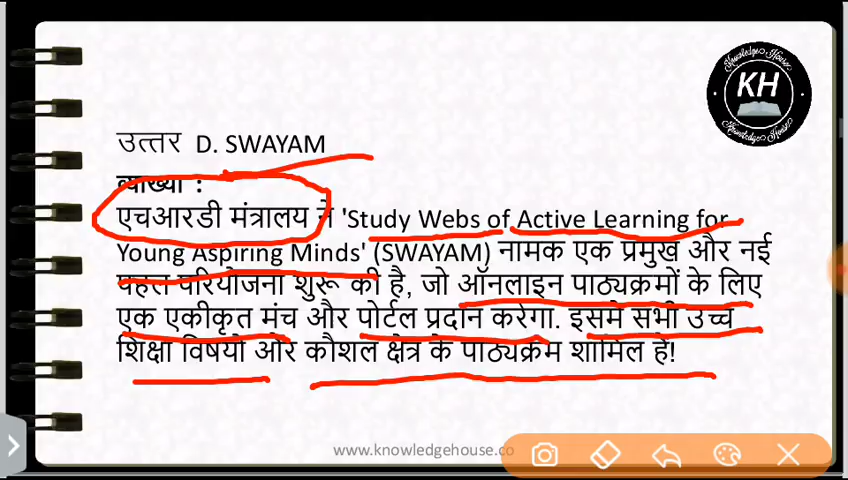 Knowledge House
KH
Knowledge House
उत्तर D. SWAYAM
व्याख्या :
एचआरडी मंत्रालय ने 'Study Webs of Active Learning for
Young Aspiring Minds' (SWAYAM) नामक एक प्रमुख और नई
पहल परियोजना शुरू की है, जो ऑनलाइन पाठ्यक्रमों के लिए
एक एकीकृत मंच और पोर्टल प्रदान करेगा. इसमें सभी उच्च
शिक्षा विषयों और कौशल क्षेत्र के पाठ्यक्रम शामिल हैं!
www.knowledgehouse.co